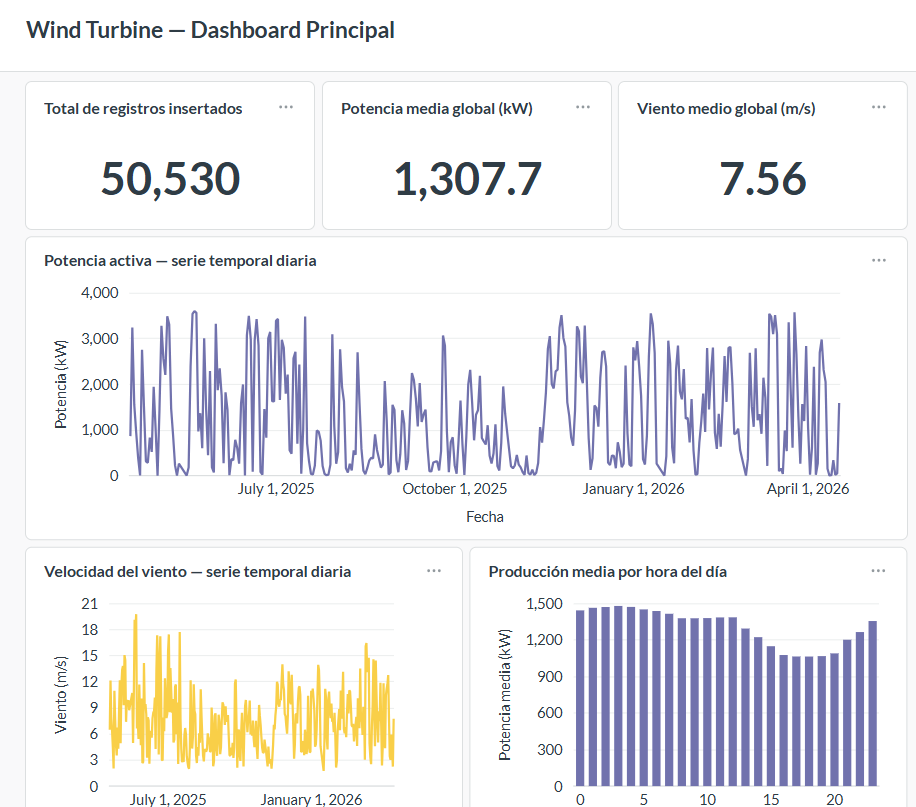 Wind Turbine — Dashboard Principal
Total de registros insertados
50,530
Potencia media global (kW)
1,307.7
Viento medio global (m/s)
7.56
Potencia activa — serie temporal diaria
Potencia (kW)
4,000
3,000
2,000
1,000
0
July 1, 2025
October 1, 2025
January 1, 2026
April 1, 2026
Fecha
Velocidad del viento — serie temporal diaria
Viento (m/s)
21
18
15
12
9
6
3
0
July 1, 2025
January 1, 2026
Producción media por hora del día
Potencia media (kW)
1,500
1,200
900
600
300
0
0
5
10
15
20